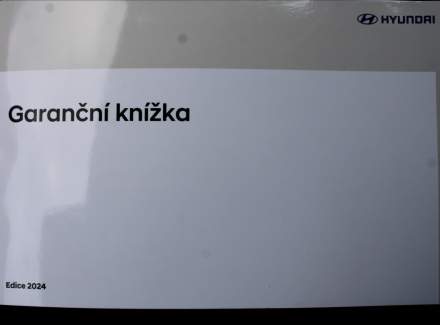 HYUNDAI
Garanční knížka
Edice 2024